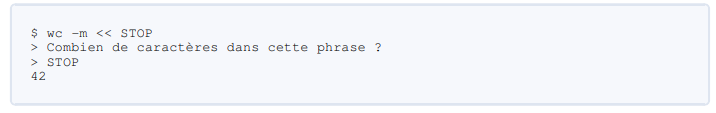 $ wc -m << STOP
> Combien de caractères dans cette phrase ?
> STOP
42